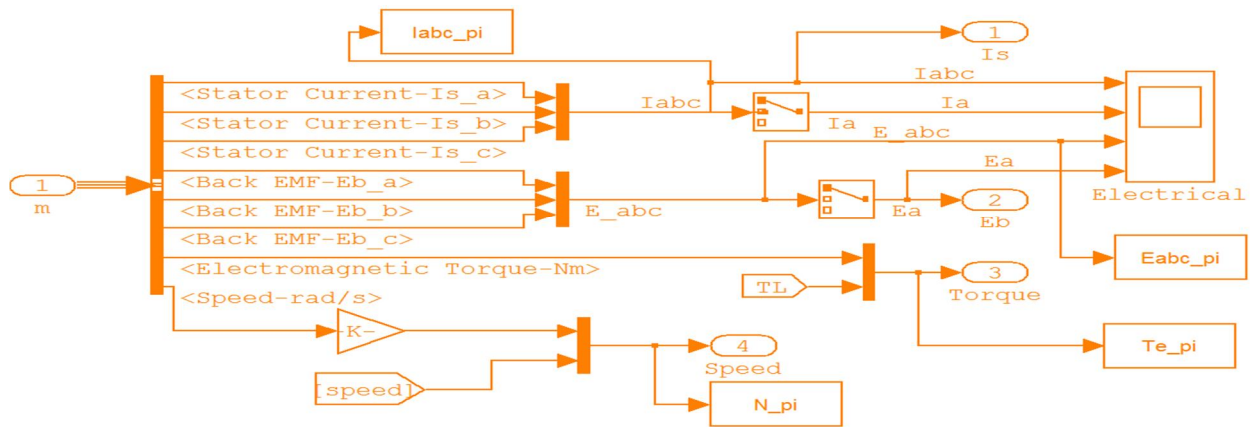 Iabc_pi
1
Is
Iabc
<Stator Current-Is_a>
Iabc
Ia
Ia
<Stator Current-Is_b>
E_abc
<Stator Current-Is_c>
Ea
1
m
<Back EMF-Eb_a>
Electrical
2
<Back EMF-Eb_b>
E_abc
Ea
Eb
<Back EMF-Eb_c>
Eabc_pi
<Electromagnetic Torque-Nm>
3
TL
Torque
<Speed-rad/s>
-K-
4
Te_pi
Speed
[speed]
N_pi